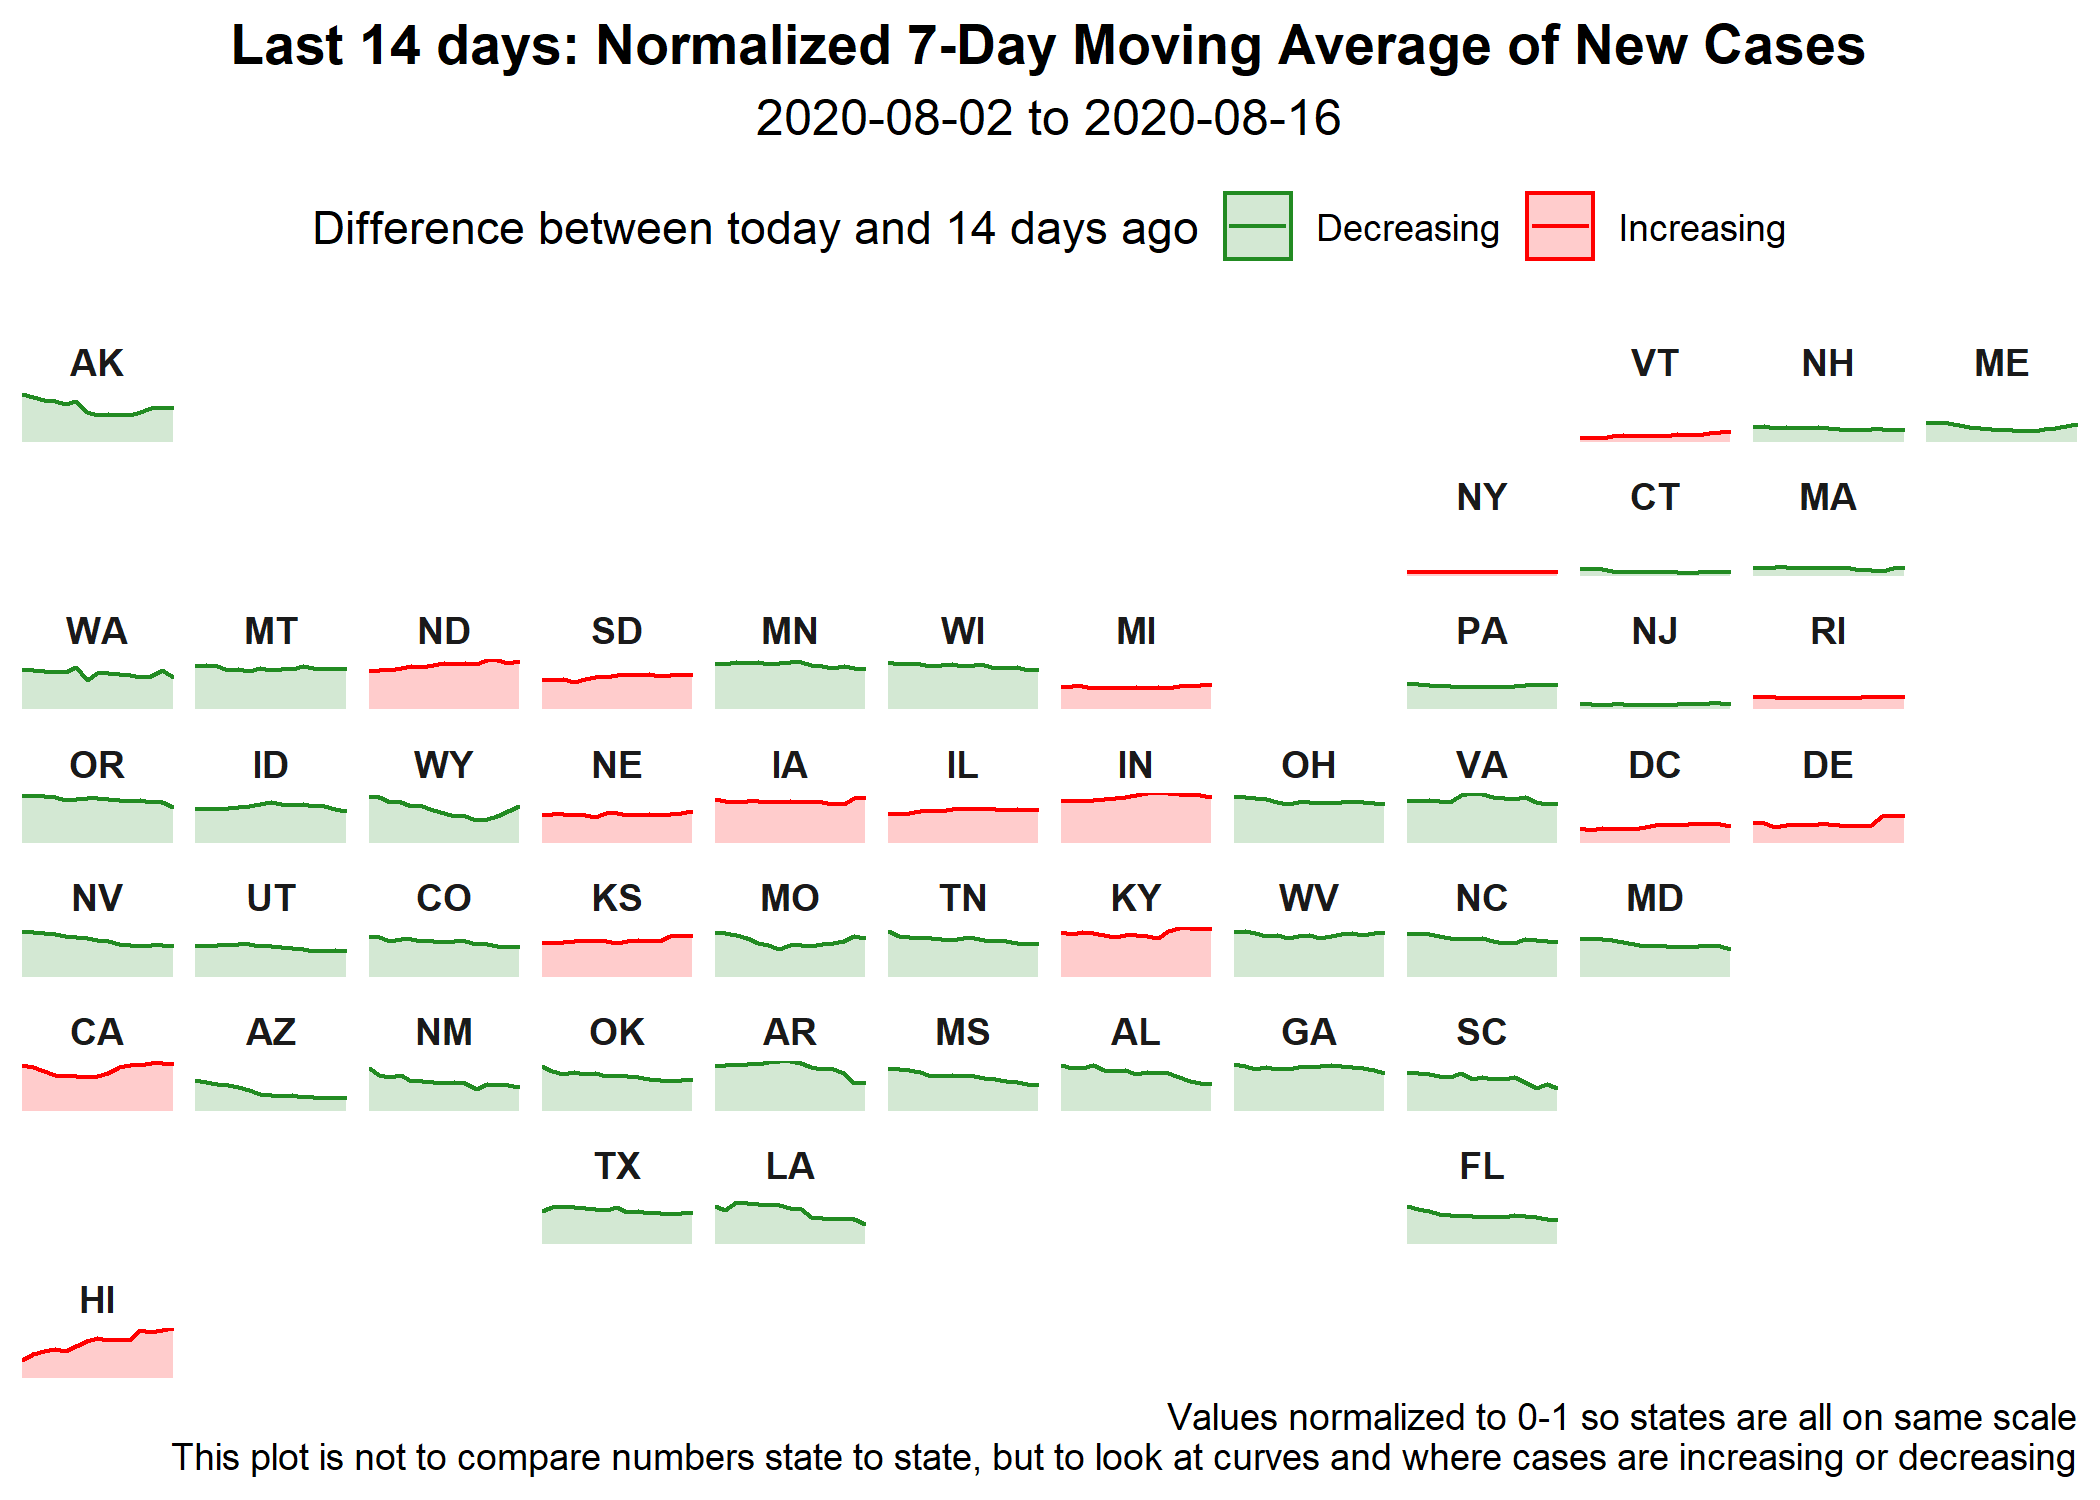 Last 14 days: Normalized 7-Day Moving Average of New Cases
2020-08-02 to 2020-08-16
Difference between today and 14 days ago Decreasing Increasing
AK VT NH ME
NY CT MA
WA MT ND SD MN WI MI PA NJ RI
OR ID WY NE IA IL IN OH VA DC DE
NV UT CO KS MO TN KY WV NC MD
CA AZ NM OK AR MS AL GA SC
TX LA FL
HI
Values normalized to 0-1 so states are all on same scale
This plot is not to compare numbers state to state, but to look at curves and where cases are increasing or decreasing